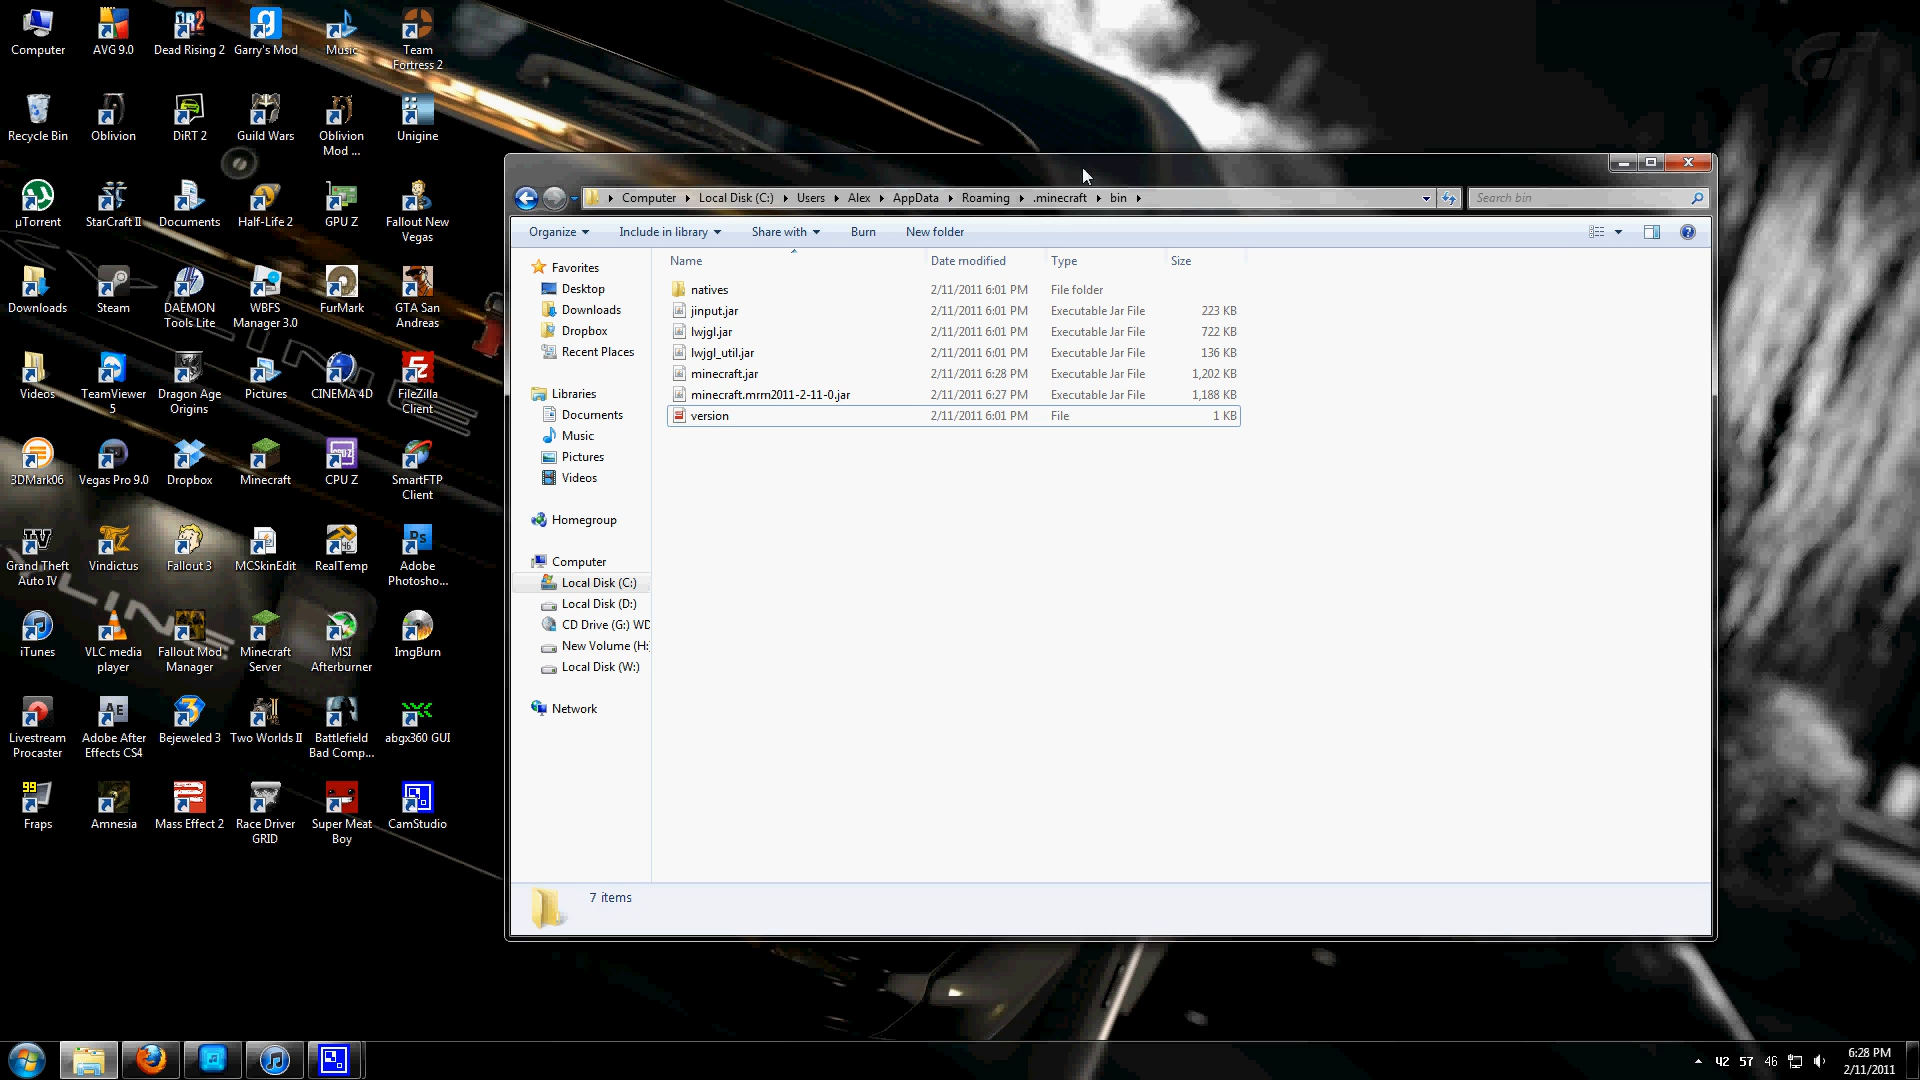 Computer
AVG 9.0
Dead Rising 2
Garry's Mod
Music
Team
Fortress 2
Recycle Bin
Oblivion
DiRT 2
Guild Wars
Oblivion
Mod ...
Unigine
µTorrent
StarCraft II
Documents
Half-Life 2
GPU Z
Fallout New
Vegas
Downloads
Steam
DAEMON
Tools Lite
WBFS
Manager 3.0
FurMark
GTA San
Andreas
Videos
TeamViewer
5
Dragon Age
Origins
Pictures
CINEMA 4D
FileZilla
Client
3DMark06
Vegas Pro 9.0
Dropbox
Minecraft
CPU Z
SmartFTP
Client
Grand Theft
Auto IV
Vindictus
Fallout 3
MCSkinEdit
RealTemp
Adobe
Photosho...
iTunes
VLC media
player
Fallout Mod
Manager
Minecraft
Server
MSI
Afterburner
ImgBurn
Livestream
Procaster
Adobe After
Effects CS4
Bejeweled 3
Two Worlds II
Battlefield
Bad Comp...
abgx360 GUI
Fraps
Amnesia
Mass Effect 2
Race Driver
GRID
Super Meat
Boy
CamStudio
Computer Local Disk (C:) Users Alex AppData Roaming .minecraft bin
Search bin
Organize Include in library Share with Burn New folder
Favorites
Desktop
Downloads
Dropbox
Recent Places
Libraries
Documents
Music
Pictures
Videos
Homegroup
Computer
Local Disk (C:)
Local Disk (D:)
CD Drive (G:) WD
New Volume (H:
Local Disk (W:)
Network
Name Date modified Type Size
natives 2/11/2011 6:01 PM File folder
jinput.jar 2/11/2011 6:01 PM Executable Jar File 223 KB
lwjgl.jar 2/11/2011 6:01 PM Executable Jar File 722 KB
lwjgl_util.jar 2/11/2011 6:01 PM Executable Jar File 136 KB
minecraft.jar 2/11/2011 6:28 PM Executable Jar File 1,202 KB
minecraft.mrm2011-2-11-0.jar 2/11/2011 6:27 PM Executable Jar File 1,188 KB
version 2/11/2011 6:01 PM File 1 KB
7 items
42 57 46
6:28 PM
2/11/2011